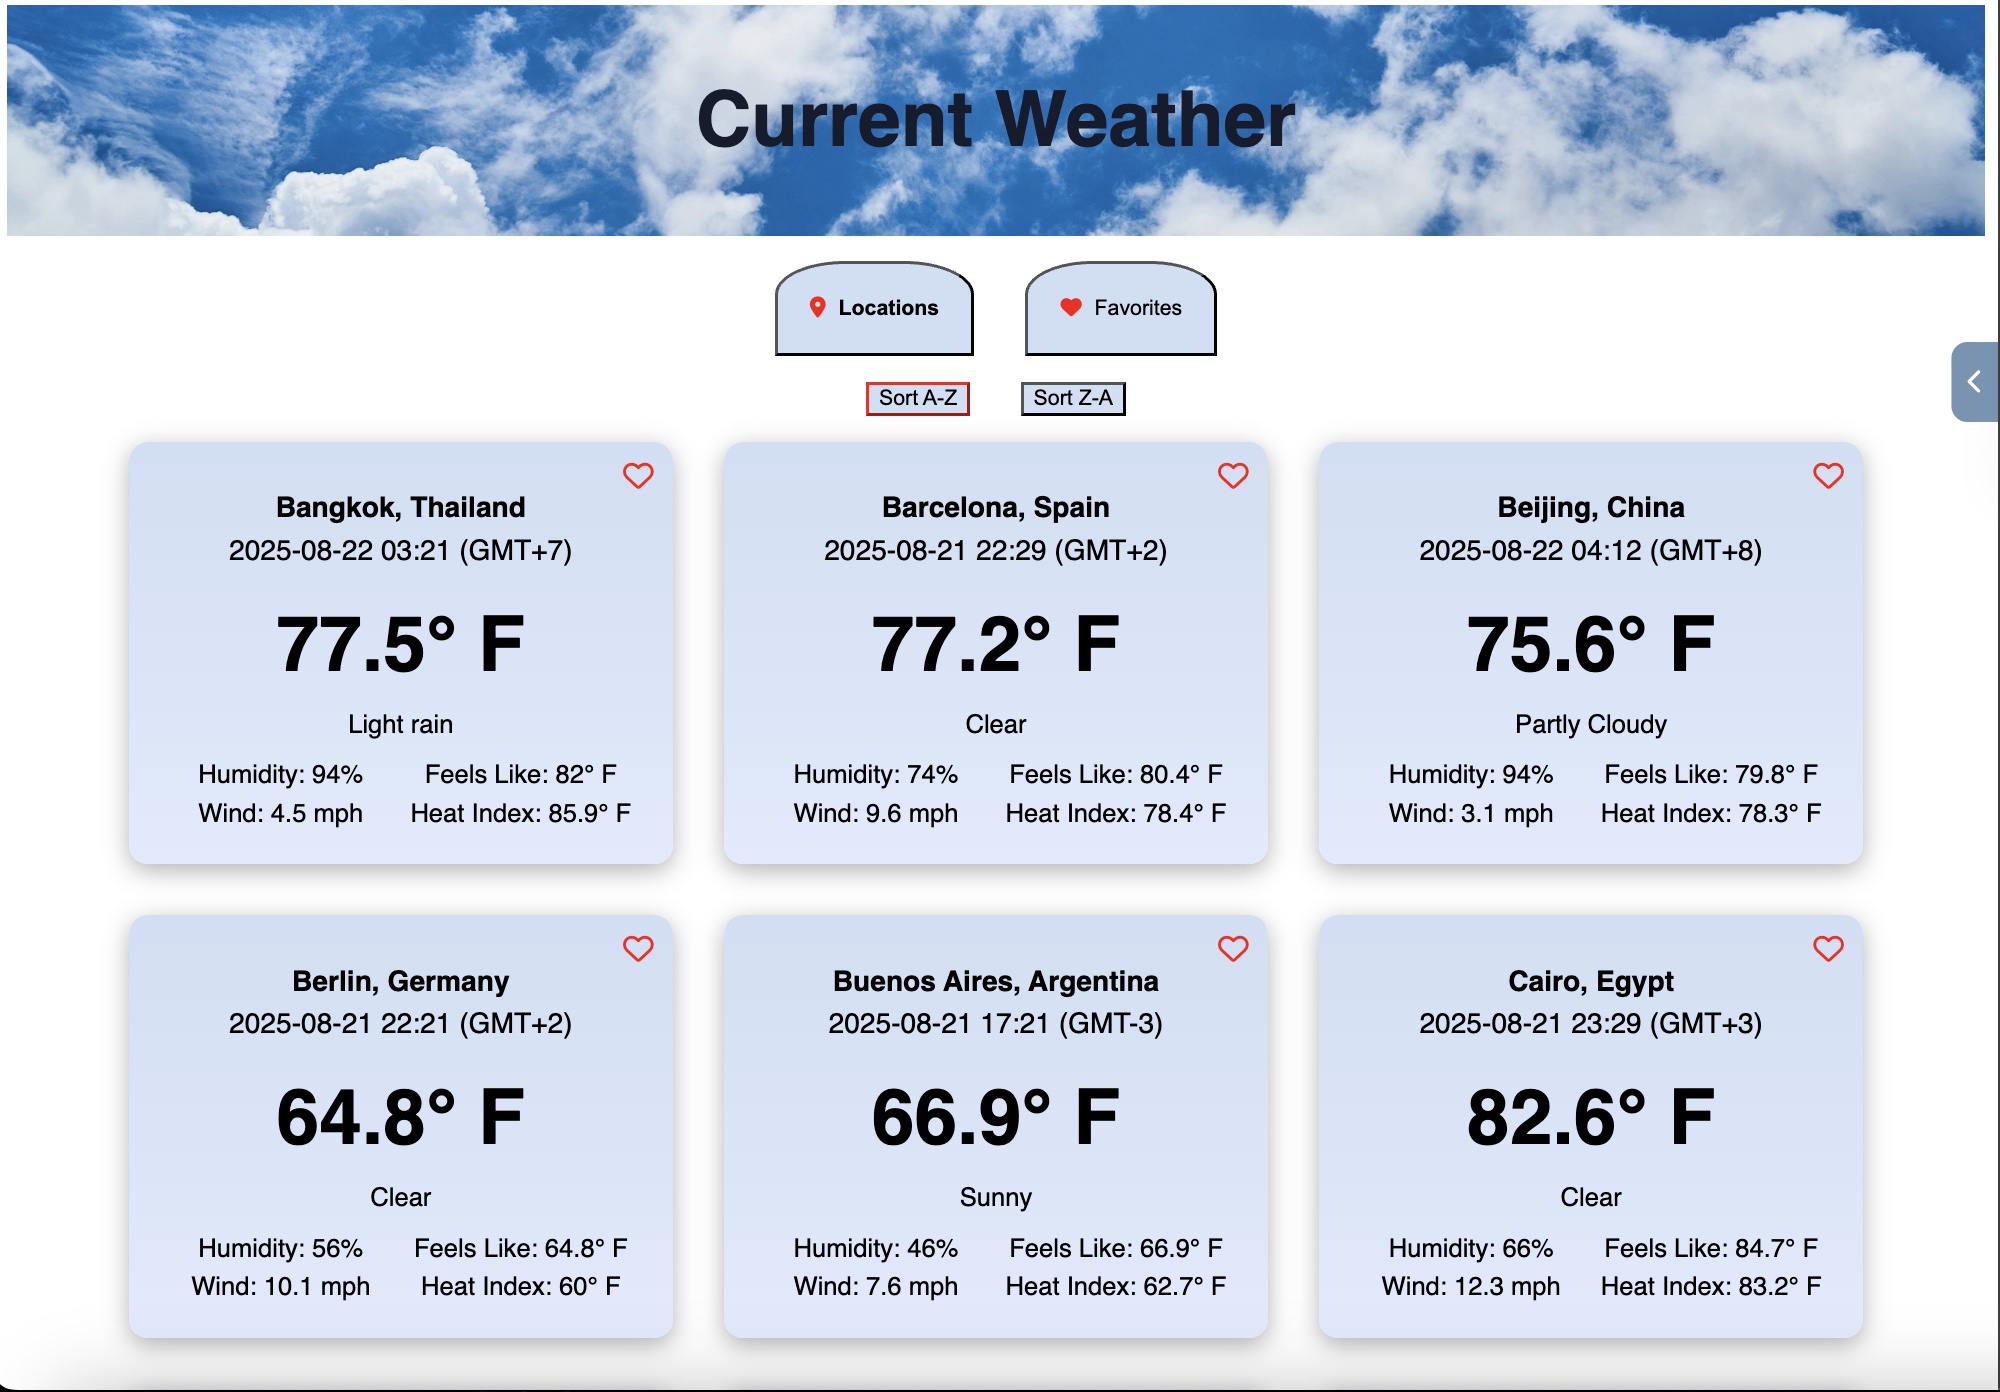 Current Weather
Locations
Favorites
Sort A-Z
Sort Z-A
Bangkok, Thailand
2025-08-22 03:21 (GMT+7)
77.5° F
Light rain
Humidity: 94% Feels Like: 82° F
Wind: 4.5 mph Heat Index: 85.9° F
Barcelona, Spain
2025-08-21 22:29 (GMT+2)
77.2° F
Clear
Humidity: 74% Feels Like: 80.4° F
Wind: 9.6 mph Heat Index: 78.4° F
Beijing, China
2025-08-22 04:12 (GMT+8)
75.6° F
Partly Cloudy
Humidity: 94% Feels Like: 79.8° F
Wind: 3.1 mph Heat Index: 78.3° F
Berlin, Germany
2025-08-21 22:21 (GMT+2)
64.8° F
Clear
Humidity: 56% Feels Like: 64.8° F
Wind: 10.1 mph Heat Index: 60° F
Buenos Aires, Argentina
2025-08-21 17:21 (GMT-3)
66.9° F
Sunny
Humidity: 46% Feels Like: 66.9° F
Wind: 7.6 mph Heat Index: 62.7° F
Cairo, Egypt
2025-08-21 23:29 (GMT+3)
82.6° F
Clear
Humidity: 66% Feels Like: 84.7° F
Wind: 12.3 mph Heat Index: 83.2° F